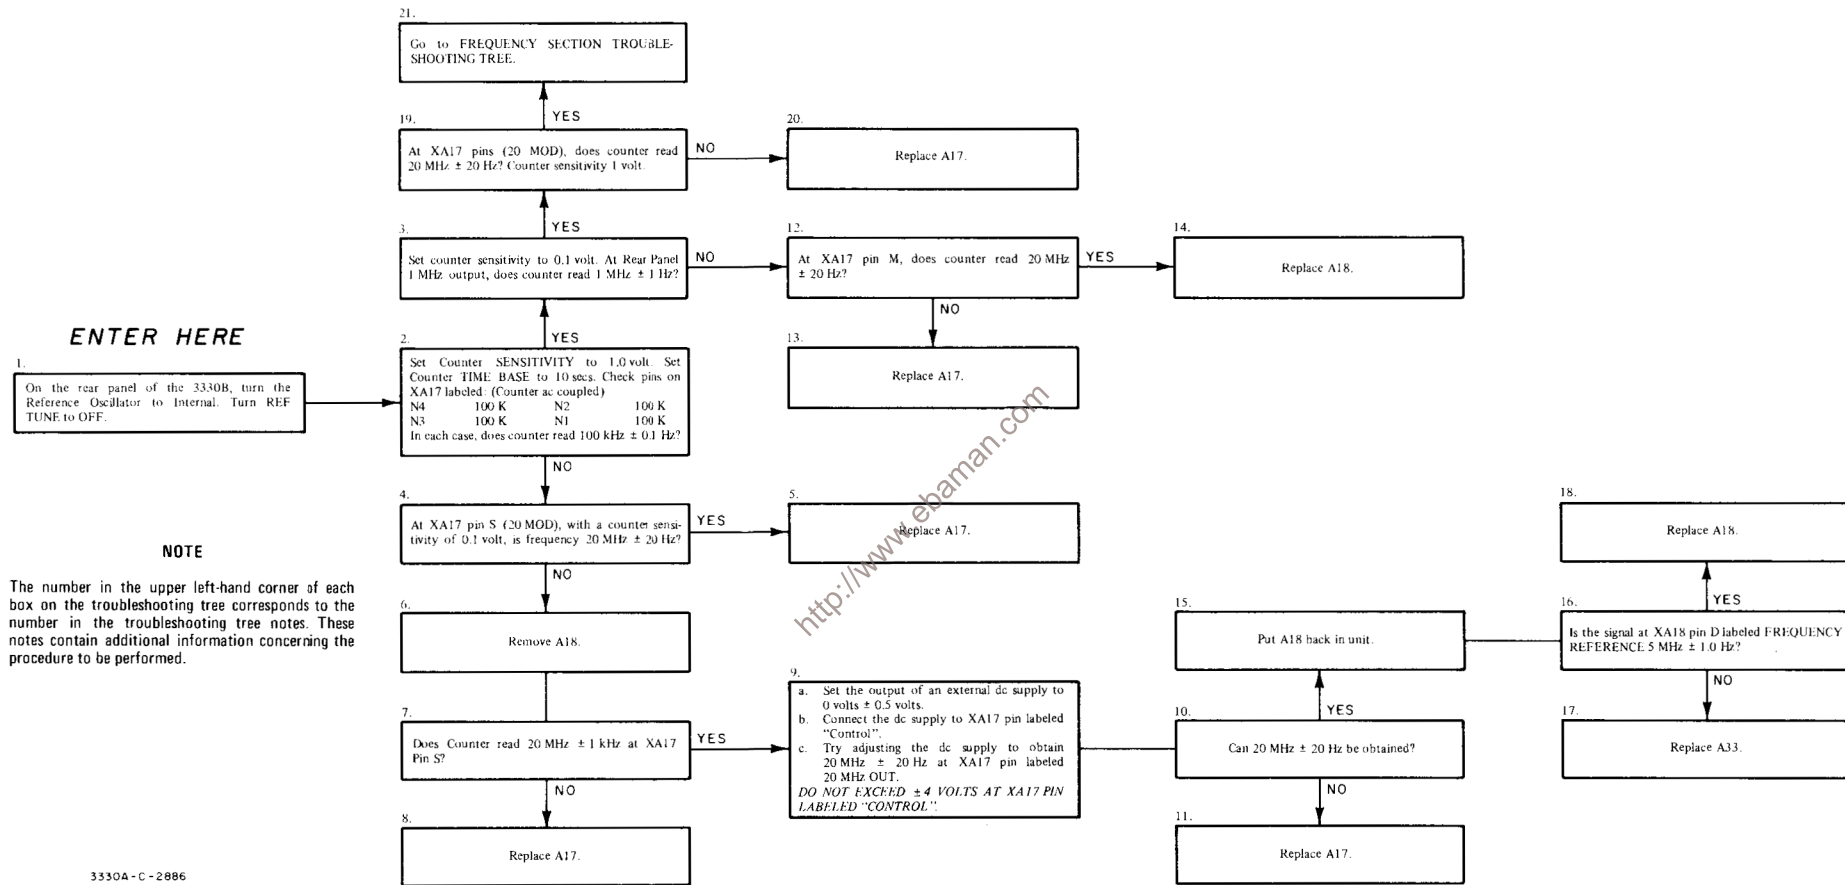 21.
Go to FREQUENCY SECTION TROUBLE-
SHOOTING TREE.
YES
19.
At XA17 pins (20 MOD), does counter read
20 MHz ± 20 Hz? Counter sensitivity 1 volt.
NO
20.
Replace A17.
YES
3.
Set counter sensitivity to 0.1 volt. At Rear Panel
1 MHz output, does counter read 1 MHz ± 1 Hz?
NO
12.
At XA17 pin M, does counter read 20 MHz
± 20 Hz?
YES
14.
Replace A18.
NO
13.
Replace A17.
YES
ENTER HERE
1.
On the rear panel of the 3330B, turn the
Reference Oscillator to Internal. Turn REF
TUNE to OFF.
2.
Set Counter SENSITIVITY to 1.0 volt. Set
Counter TIME BASE to 10 secs. Check pins on
XA17 labeled: (Counter ac coupled)
N4 100 K N2 100 K
N3 100 K N1 100 K
In each case, does counter read 100 kHz ± 0.1 Hz?
NO
4.
At XA17 pin S (20 MOD), with a counter sensi-
tivity of 0.1 volt, is frequency 20 MHz ± 20 Hz?
YES
5.
Replace A17.
NO
NOTE
The number in the upper left-hand corner of each
box on the troubleshooting tree corresponds to the
number in the troubleshooting tree notes. These
notes contain additional information concerning the
procedure to be performed.
6.
Remove A18.
7.
Does Counter read 20 MHz ± 1 kHz at XA17
Pin S?
YES
NO
8.
Replace A17.
9.
a. Set the output of an external dc supply to
0 volts ± 0.5 volts.
b. Connect the dc supply to XA17 pin labeled
"Control".
c. Try adjusting the dc supply to obtain
20 MHz ± 20 Hz at XA17 pin labeled
20 MHz OUT.
DO NOT EXCEED ±4 VOLTS AT XA17 PIN
LABELED "CONTROL".
15.
Put A18 back in unit.
YES
10.
Can 20 MHz ± 20 Hz be obtained?
NO
11.
Replace A17.
18.
Replace A18.
YES
16.
Is the signal at XA18 pin D labeled FREQUENCY
REFERENCE 5 MHz ± 1.0 Hz?
NO
17.
Replace A33.
http://www.ebaman.com
3330A-C-2886